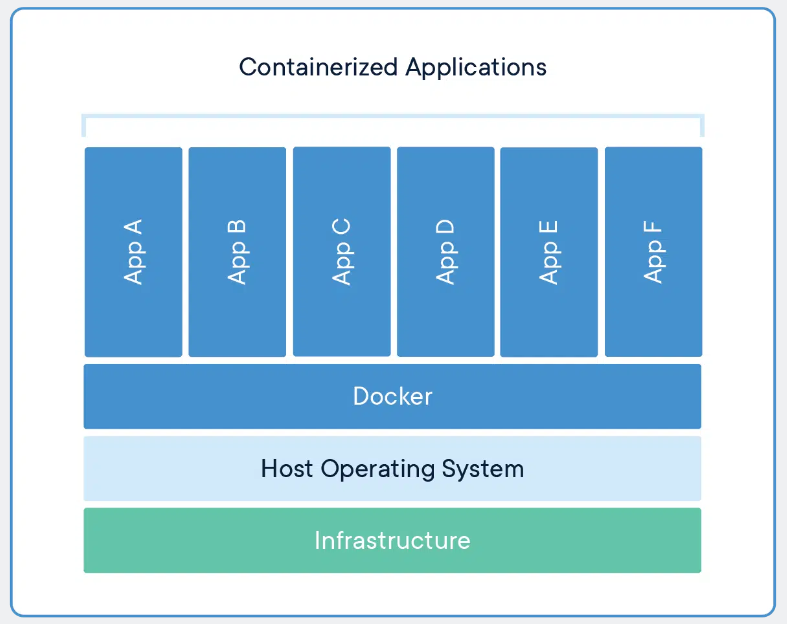 Containerized Applications
App A
App B
App C
App D
App E
App F
Docker
Host Operating System
Infrastructure